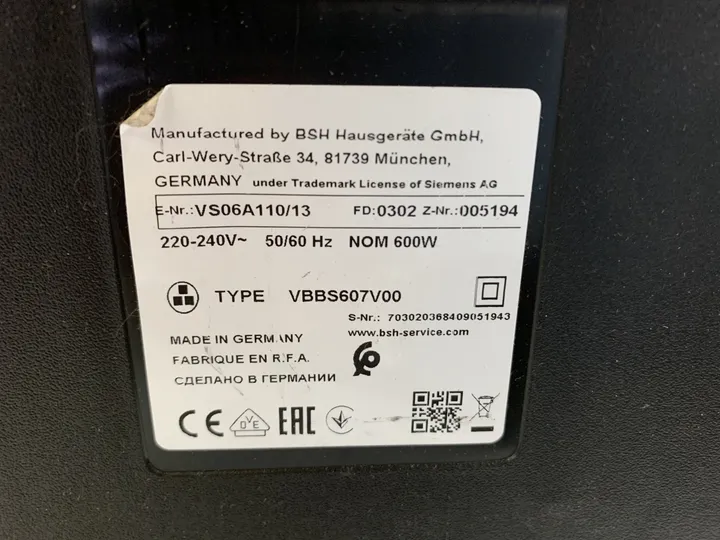 Manufactured by BSH Hausgeräte GmbH,
Carl-Wery-Straße 34, 81739 München,
GERMANY under Trademark License of Siemens AG
E-Nr.: VS06A110/13 FD: 0302 Z-Nr.: 005194
220-240V~ 50/60 Hz NOM 600W
TYPE VBBS607V00
S-Nr.: 703020368409051943
www.bsh-service.com
MADE IN GERMANY
FABRIQUE EN R.F.A.
СДЕЛАНО В ГЕРМАНИИ
CE DVE EAC